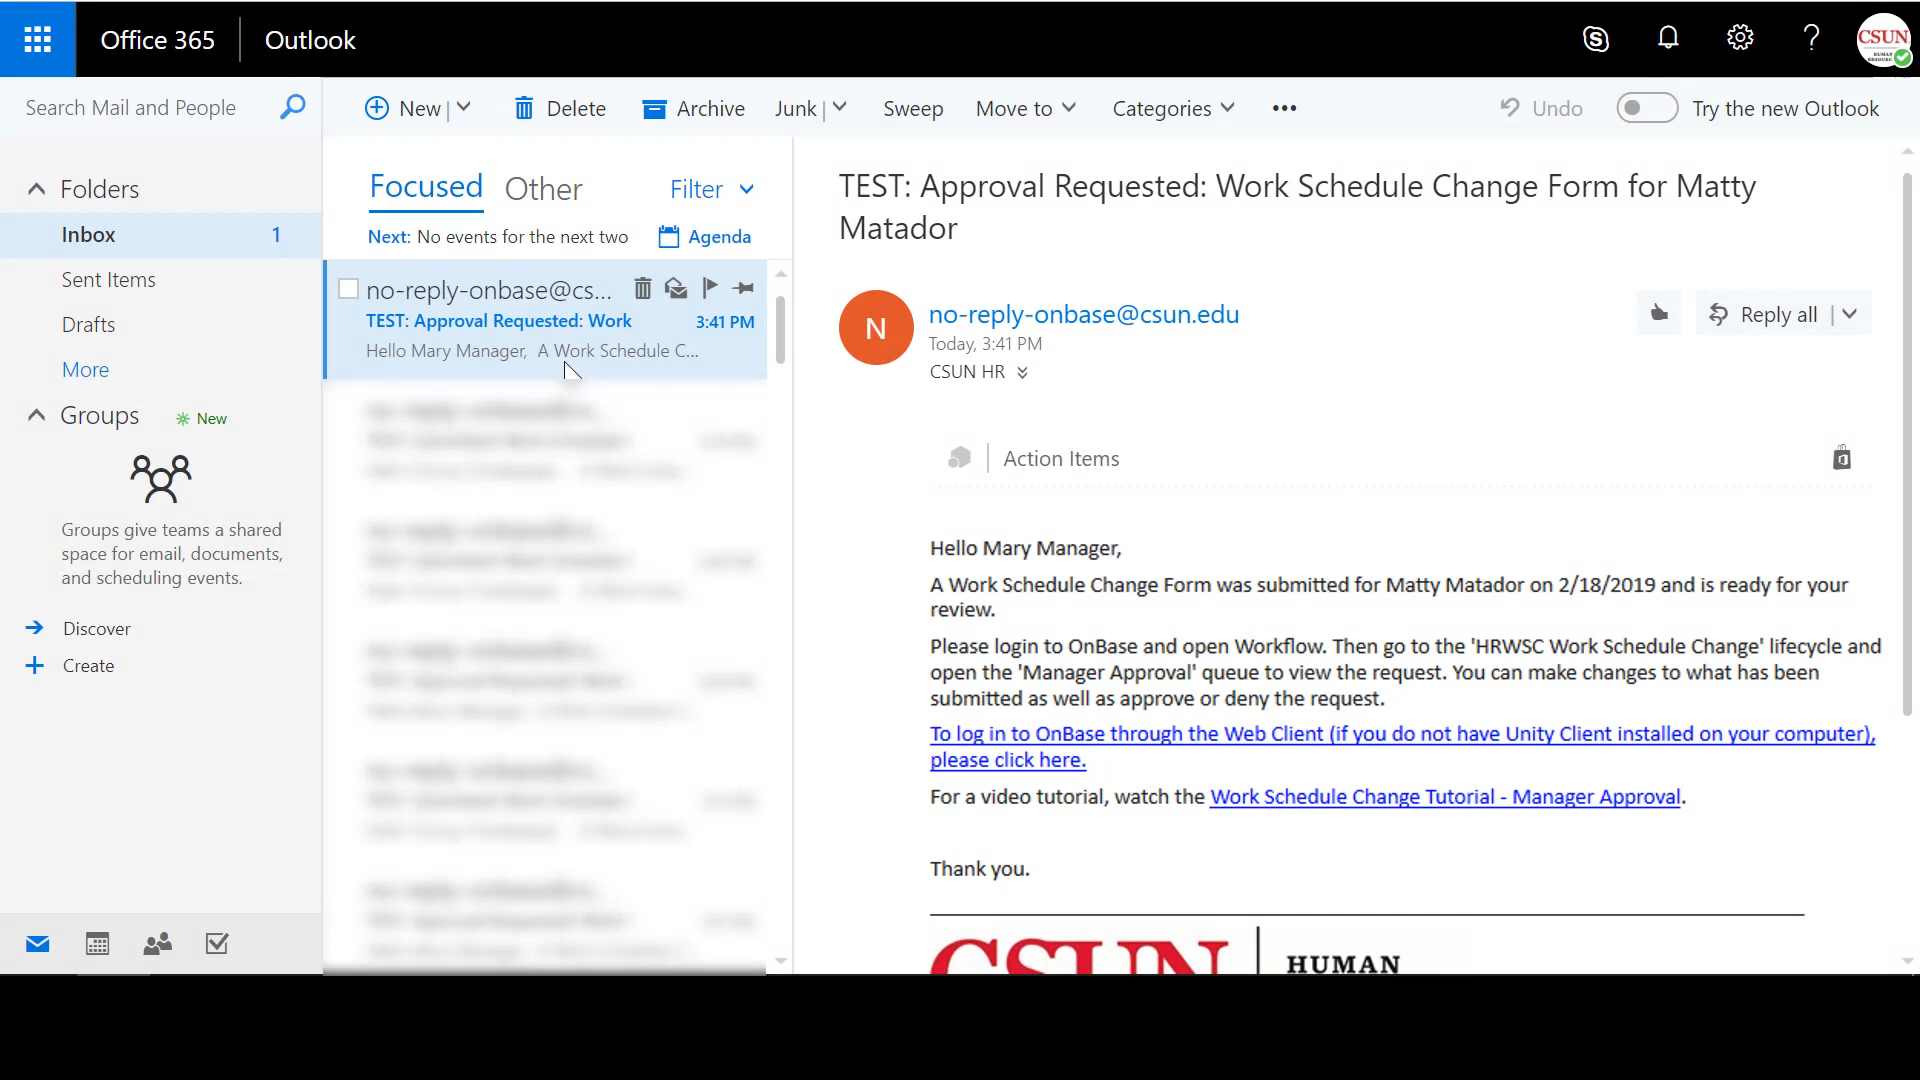 Office 365
Outlook
CSUN
Search Mail and People
New
Delete
Archive
Junk
Sweep
Move to
Categories
Undo
Try the new Outlook
Folders
Inbox 1
Sent Items
Drafts
More
Groups
New
Groups give teams a shared
space for email, documents,
and scheduling events.
Discover
Create
Focused
Other
Filter
Next: No events for the next two
Agenda
no-reply-onbase@cs...
TEST: Approval Requested: Work 3:41 PM
Hello Mary Manager, A Work Schedule C...
TEST: Approval Requested: Work Schedule Change Form for Matty
Matador
N
no-reply-onbase@csun.edu
Today, 3:41 PM
CSUN HR
Reply all
Action Items
Hello Mary Manager,
A Work Schedule Change Form was submitted for Matty Matador on 2/18/2019 and is ready for your
review.
Please login to OnBase and open Workflow. Then go to the 'HRWSC Work Schedule Change' lifecycle and
open the 'Manager Approval' queue to view the request. You can make changes to what has been
submitted as well as approve or deny the request.
To log in to OnBase through the Web Client (if you do not have Unity Client installed on your computer),
please click here.
For a video tutorial, watch the Work Schedule Change Tutorial - Manager Approval.
Thank you.
CSUN
HUMAN